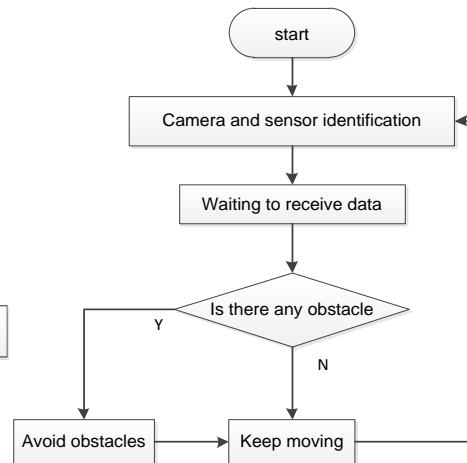 start
Camera and sensor identification
Waiting to receive data
Is there any obstacle
Y
N
Avoid obstacles
Keep moving